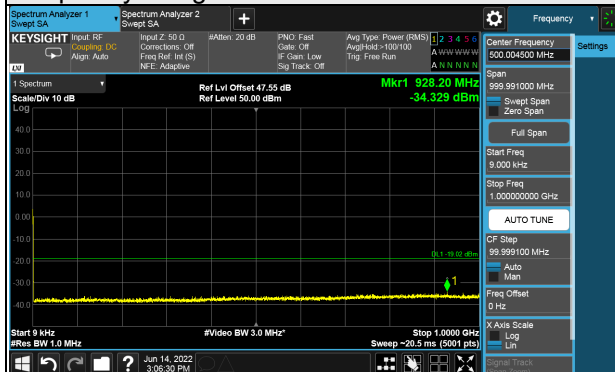 Spectrum Analyzer 1
Swept SA
Spectrum Analyzer 2
Swept SA
+
Frequency
KEYSIGHT
Input: RF
Coupling: DC
Align: Auto
Input Z: 50 Ω
Corrections: Off
Freq Ref: Int (S)
NFE: Adaptive
#Atten: 20 dB
PNO: Fast
Gate: Off
IF Gain: Low
Sig Track: Off
Avg Type: Power (RMS)
Avg|Hold:>100/100
Trig: Free Run
1 2 3 4 5 6
A W W W W W
A N N N N N
LXI
1 Spectrum
Scale/Div 10 dB
Log
Ref Lvl Offset 47.55 dB
Ref Level 50.00 dBm
Mkr1 928.20 MHz
-34.329 dBm
40.0
30.0
20.0
10.0
0.00
-10.0
-20.0
-30.0
-40.0
DL1 -19.02 dBm
1
Start 9 kHz
#Res BW 1.0 MHz
#Video BW 3.0 MHz*
Stop 1.0000 GHz
Sweep ~20.5 ms (5001 pts)
Jun 14, 2022
3:06:30 PM
Center Frequency
500.004500 MHz
Settings
Span
999.991000 MHz
Swept Span
Zero Span
Full Span
Start Freq
9.000 kHz
Stop Freq
1.000000000 GHz
AUTO TUNE
CF Step
99.999100 MHz
Auto
Man
Freq Offset
0 Hz
X Axis Scale
Log
Lin
Signal Track